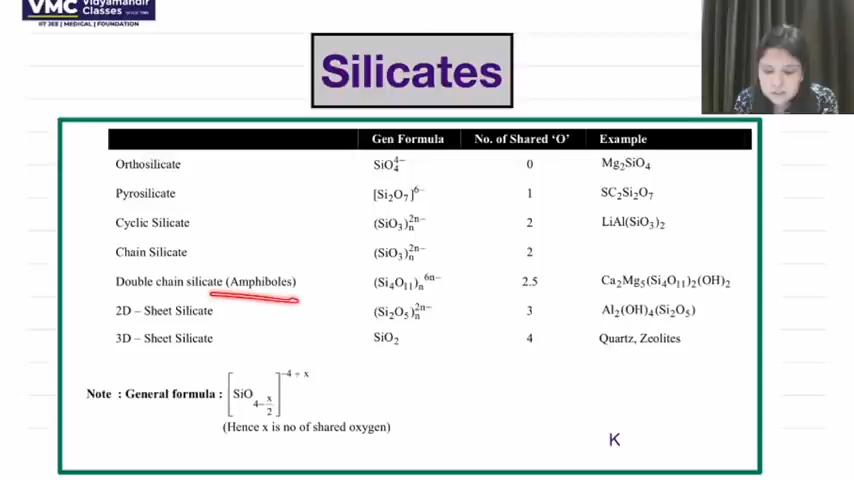 VMC Vidyamandir Classes SINCE 1986
IIT JEE | MEDICAL | FOUNDATION
Silicates
Gen Formula No. of Shared ‘O’ Example
Orthosilicate SiO₄⁴⁻ 0 Mg₂SiO₄
Pyrosilicate [Si₂O₇]⁶⁻ 1 SC₂Si₂O₇
Cyclic Silicate (SiO₃)ₙ²ⁿ⁻ 2 LiAl(SiO₃)₂
Chain Silicate (SiO₃)ₙ²ⁿ⁻ 2
Double chain silicate (Amphiboles) (Si₄O₁₁)ₙ⁶ⁿ⁻ 2.5 Ca₂Mg₅(Si₄O₁₁)₂(OH)₂
2D – Sheet Silicate (Si₂O₅)ₙ²ⁿ⁻ 3 Al₂(OH)₄(Si₂O₅)
3D – Sheet Silicate SiO₂ 4 Quartz, Zeolites
Note : General formula : [SiO₄₋ₓ/₂]⁻⁴⁺ˣ
(Hence x is no of shared oxygen)
K